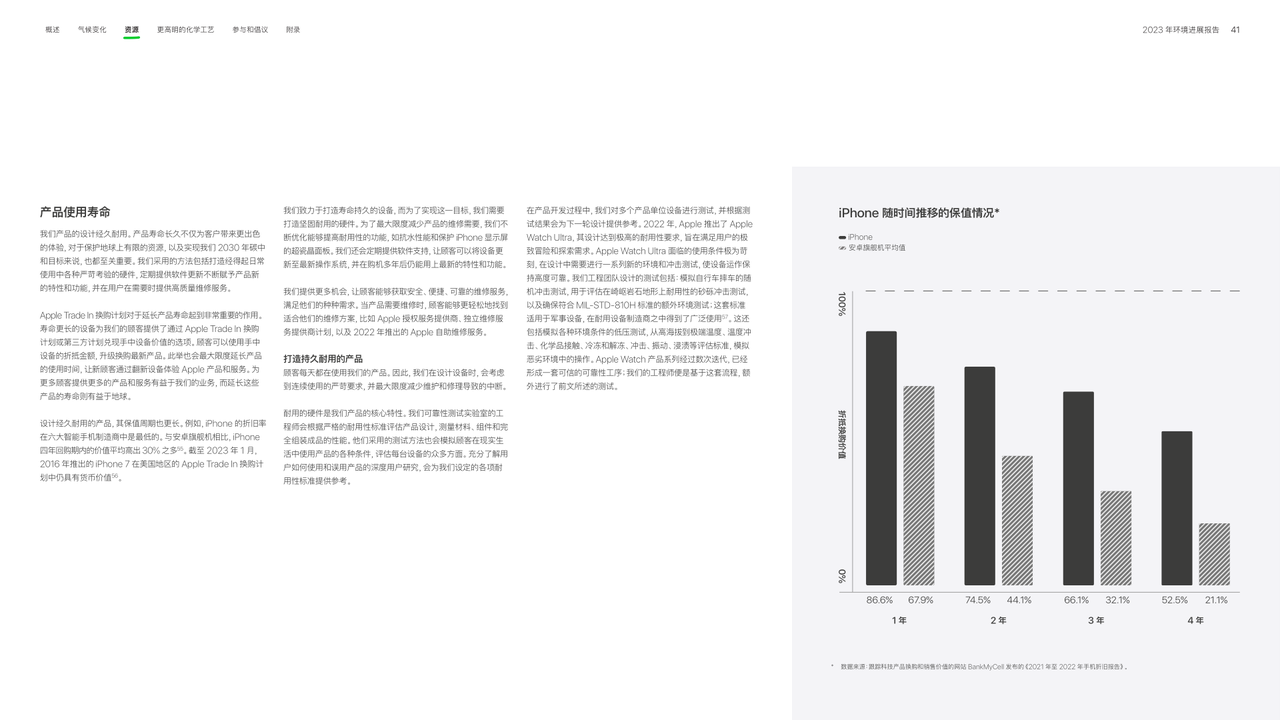 概述 气候变化 资源 更高明的化学工艺 参与和倡议 附录
2023 年环境进展报告 41
产品使用寿命
我们产品的设计经久耐用。产品寿命长久不仅为客户带来更出色
的体验, 对于保护地球上有限的资源, 以及实现我们 2030 年碳中
和目标来说, 也都至关重要。我们采用的方法包括打造经得起日常
使用中各种严苛考验的硬件, 定期提供软件更新不断赋予产品新
的特性和功能, 并在用户在需要时提供高质量维修服务。
Apple Trade In 换购计划对于延长产品寿命起到非常重要的作用。
寿命更长的设备为我们的顾客提供了通过 Apple Trade In 换购
计划或第三方计划兑现手中设备价值的选项。顾客可以使用手中
设备的折抵金额, 升级换购最新产品。此举也会最大限度延长产品
的使用时间, 让新顾客通过翻新设备体验 Apple 产品和服务。为
更多顾客提供更多的产品和服务有益于我们的业务, 而延长这些
产品的寿命则有益于地球。
设计经久耐用的产品, 其保值周期也更长。例如, iPhone 的折旧率
在六大智能手机制造商中是最低的。与安卓旗舰机相比, iPhone
四年回购期内的价值平均高出 30% 之多⁵⁵。截至 2023 年 1 月,
2016 年推出的 iPhone 7 在美国地区的 Apple Trade In 换购计
划中仍具有货币价值⁵⁶。
我们致力于打造寿命持久的设备, 而为了实现这一目标, 我们需要
打造坚固耐用的硬件。为了最大限度减少产品的维修需要, 我们不
断优化能够提高耐用性的功能, 如抗水性能和保护 iPhone 显示屏
的超瓷晶面板。我们还会定期提供软件支持, 让顾客可以将设备更
新至最新操作系统, 并在购机多年后仍能用上最新的特性和功能。
我们提供更多机会, 让顾客能够获取安全、便捷、可靠的维修服务,
满足他们的种种需求。当产品需要维修时, 顾客能够更轻松地找到
适合他们的维修方案, 比如 Apple 授权服务提供商、独立维修服
务提供商计划, 以及 2022 年推出的 Apple 自助维修服务。
打造持久耐用的产品
顾客每天都在使用我们的产品。因此, 我们在设计设备时, 会考虑
到连续使用的严苛要求, 并最大限度减少维护和修理导致的中断。
耐用的硬件是我们产品的核心特性。我们可靠性测试实验室的工
程师会根据严格的耐用性标准评估产品设计, 测量材料、组件和完
全组装成品的性能。他们采用的测试方法也会模拟顾客在现实生
活中使用产品的各种条件, 评估每台设备的众多方面。充分了解用
户如何使用和误用产品的深度用户研究, 会为我们设定的各项耐
用性标准提供参考。
在产品开发过程中, 我们对多个产品单位设备进行测试, 并根据测
试结果会为下一轮设计提供参考。2022 年, Apple 推出了 Apple
Watch Ultra, 其设计达到极高的耐用性要求, 旨在满足用户的极
致冒险和探索需求。Apple Watch Ultra 面临的使用条件极为苛
刻, 在设计中需要进行一系列新的环境和冲击测试, 使设备运作保
持高度可靠。我们工程团队设计的测试包括: 模拟自行车摔车的随
机冲击测试, 用于评估在崎岖岩石地形上耐用性的砂砾冲击测试,
以及确保符合 MIL-STD-810H 标准的额外环境测试; 这套标准
适用于军事设备, 在耐用设备制造商之中得到了广泛使用⁵⁷。这还
包括模拟各种环境条件的低压测试, 从高海拔到极端温度、温度冲
击、化学品接触、冷冻和解冻、冲击、振动、浸渍等评估标准, 模拟
恶劣环境中的操作。Apple Watch 产品系列经过数次迭代, 已经
形成一套可信的可靠性工序; 我们的工程师便是基于这套流程, 额
外进行了前文所述的测试。
iPhone 随时间推移的保值情况*
iPhone
安卓旗舰机平均值
100%
折抵换购价值
0%
86.6% 67.9% 74.5% 44.1% 66.1% 32.1% 52.5% 21.1%
1 年 2 年 3 年 4 年
* 数据来源: 跟踪科技产品换购和销售价值的网站 BankMyCell 发布的《2021 年至 2022 年手机折旧报告》。